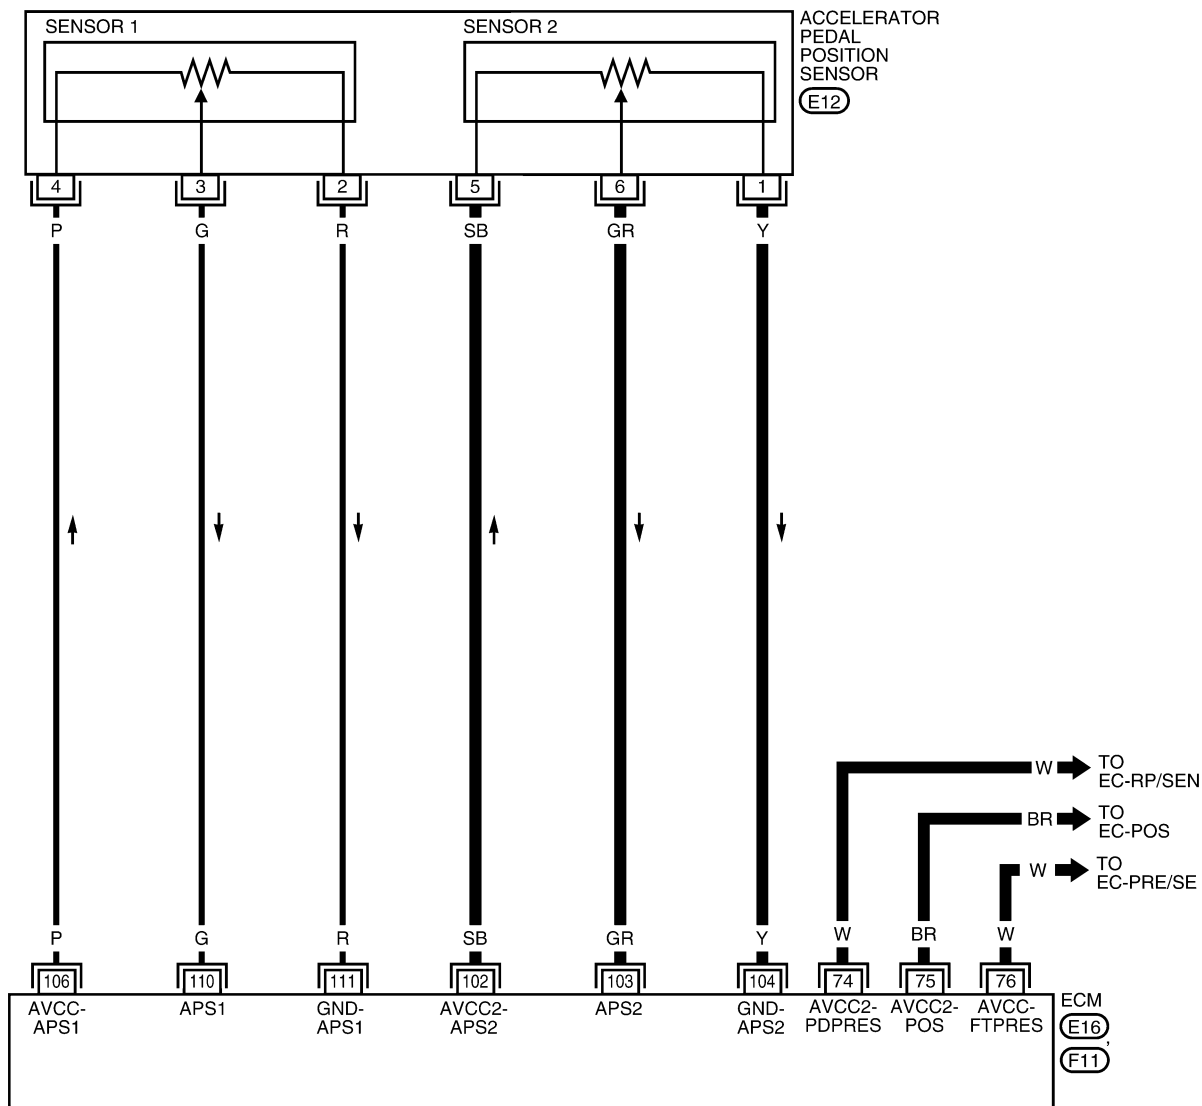 SENSOR 1
SENSOR 2
ACCELERATOR
PEDAL
POSITION
SENSOR
E12
4 3 2 5 6 1
P G R SB GR Y
W TO
EC-RP/SEN
BR TO
EC-POS
W TO
EC-PRE/SE
P G R SB GR Y W BR W
106 110 111 102 103 104 74 75 76
AVCC-
APS1
APS1
GND-
APS1
AVCC2-
APS2
APS2
GND-
APS2
AVCC2-
PDPRES
AVCC2-
POS
AVCC-
FTPRES
ECM
E16 ,
F11